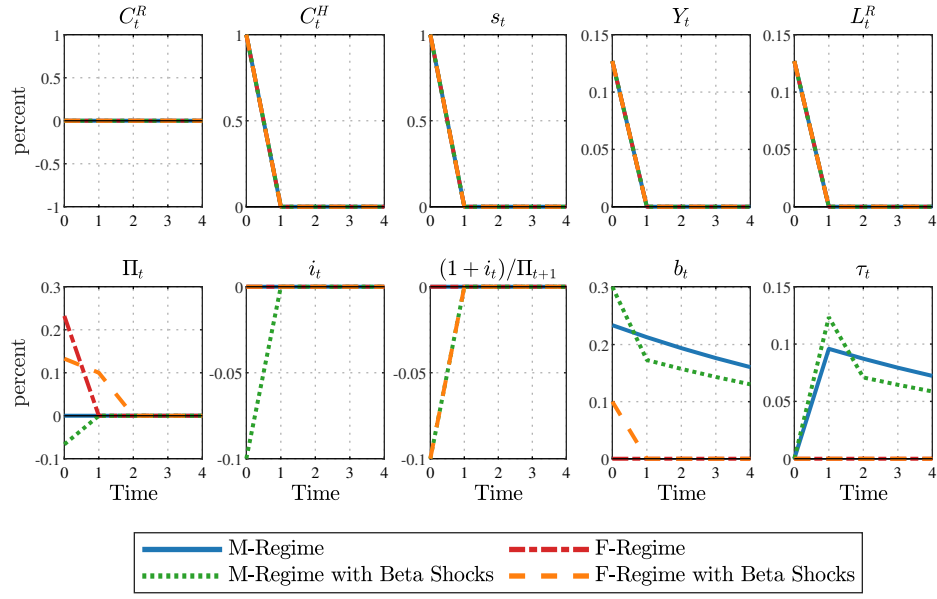 $C_t^R$ $C_t^H$ $s_t$ $Y_t$ $L_t^R$
percent
1 0.5 0 -0.5 -1
0 1 2 3 4
1 0.5 0
0 1 2 3 4
1 0.5 0
0 1 2 3 4
0.15 0.1 0.05 0
0 1 2 3 4
0.15 0.1 0.05 0
0 1 2 3 4
$\Pi_t$ $i_t$ $(1 + i_t)/\Pi_{t+1}$ $b_t$ $\tau_t$
percent
0.3 0.2 0.1 0 -0.1
0 1 2 3 4
0 -0.05 -0.1
0 1 2 3 4
0 -0.05 -0.1
0 1 2 3 4
0.3 0.2 0.1 0
0 1 2 3 4
0.15 0.1 0.05 0
0 1 2 3 4
Time Time Time Time Time
M-Regime F-Regime
M-Regime with Beta Shocks F-Regime with Beta Shocks